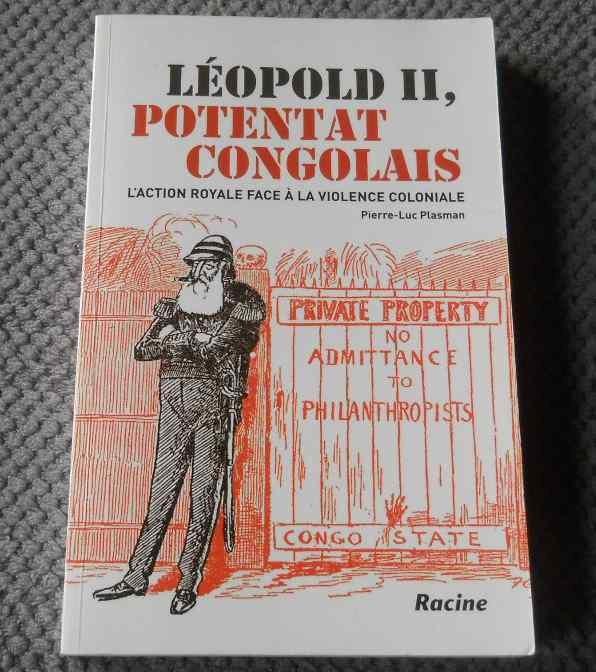 LÉOPOLD II,
POTENTAT
CONGOLAIS
L'ACTION ROYALE FACE À LA VIOLENCE COLONIALE
Pierre-Luc Plasman
PRIVATE PROPERTY
NO
ADMITTANCE
TO
PHILANTHROPISTS
CONGO STATE
Racine